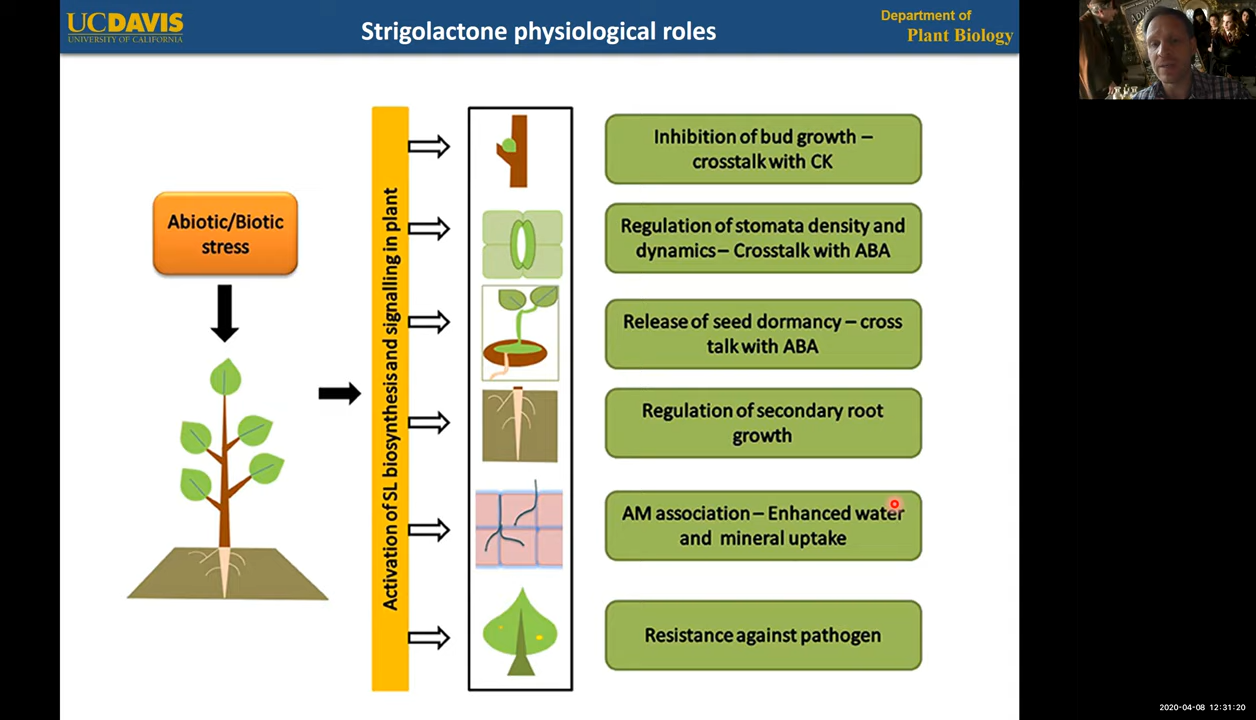 UCDAVIS
UNIVERSITY OF CALIFORNIA
Strigolactone physiological roles
Department of
Plant Biology
Abiotic/Biotic
stress
Activation of SL biosynthesis and signalling in plant
Inhibition of bud growth –
crosstalk with CK
Regulation of stomata density and
dynamics – Crosstalk with ABA
Release of seed dormancy – cross
talk with ABA
Regulation of secondary root
growth
AM association – Enhanced water
and mineral uptake
Resistance against pathogen
2020-04-08 12:31:20